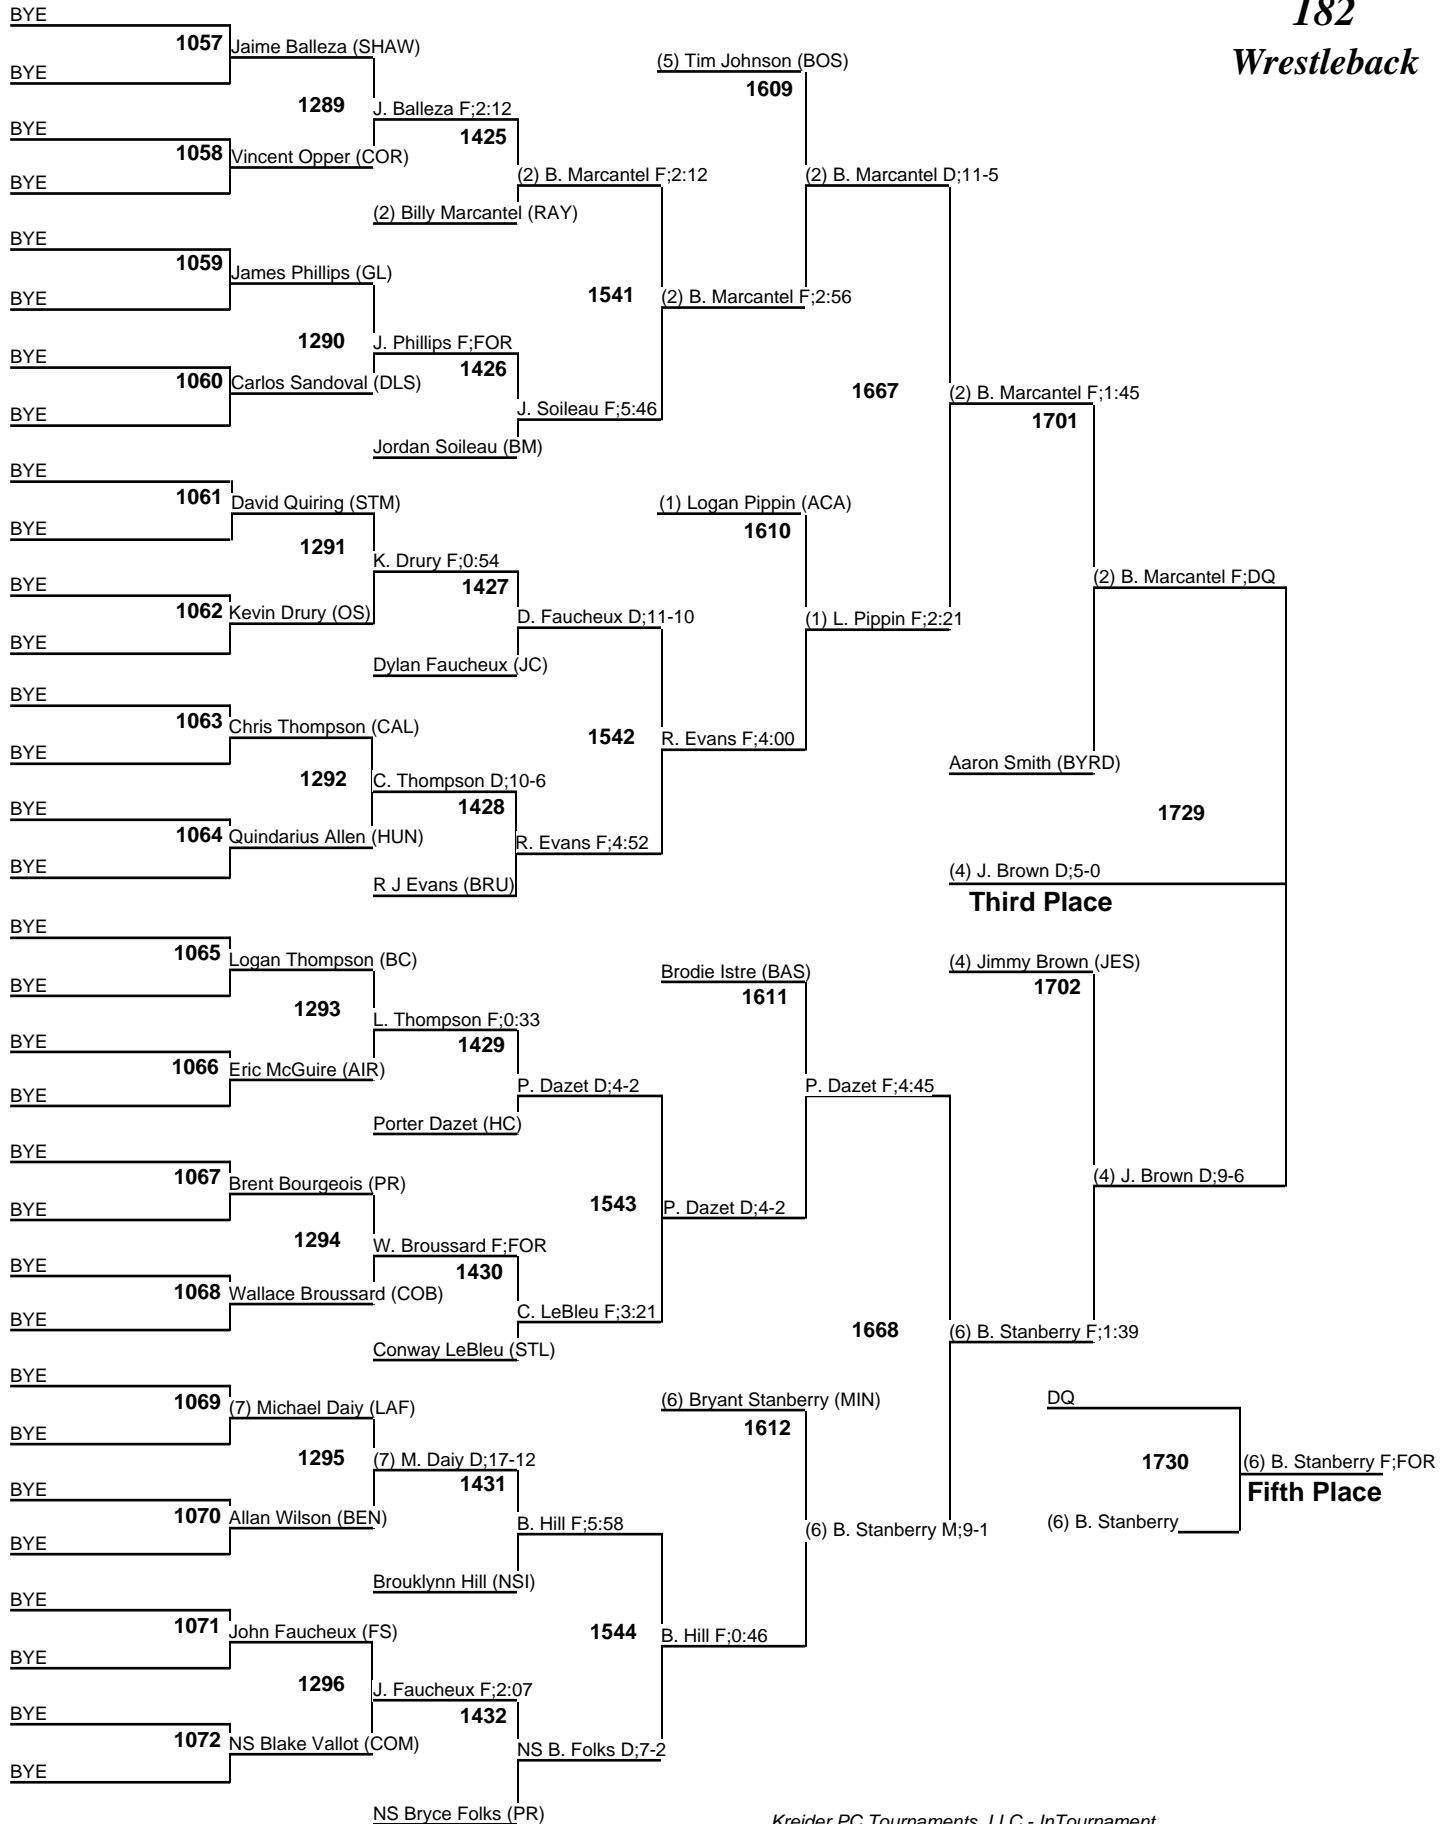 182
Wrestleback
BYE
1057
BYE
Jaime Balleza (SHAW)
1289
J. Balleza F;2:12
1425
BYE
1058
BYE
Vincent Opper (COR)
(2) B. Marcantel F;2:12
(2) Billy Marcantel (RAY)
(5) Tim Johnson (BOS)
1609
(2) B. Marcantel D;11-5
BYE
1059
BYE
James Phillips (GL)
1541
(2) B. Marcantel F;2:56
1290
J. Phillips F;FOR
1426
BYE
1060
BYE
Carlos Sandoval (DLS)
J. Soileau F;5:46
Jordan Soileau (BM)
1667
(2) B. Marcantel F;1:45
1701
BYE
1061
BYE
David Quiring (STM)
1291
K. Drury F;0:54
1427
(1) Logan Pippin (ACA)
1610
BYE
1062
BYE
Kevin Drury (OS)
D. Faucheux D;11-10
Dylan Faucheux (JC)
(1) L. Pippin F;2:21
(2) B. Marcantel F;DQ
BYE
1063
BYE
Chris Thompson (CAL)
1542
R. Evans F;4:00
1292
C. Thompson D;10-6
1428
BYE
1064
BYE
Quindarius Allen (HUN)
R. Evans F;4:52
R J Evans (BRU)
Aaron Smith (BYRD)
1729
(4) J. Brown D;5-0
Third Place
BYE
1065
BYE
Logan Thompson (BC)
1293
L. Thompson F;0:33
1429
Brodie Istre (BAS)
1611
(4) Jimmy Brown (JES)
1702
BYE
1066
BYE
Eric McGuire (AIR)
P. Dazet D;4-2
Porter Dazet (HC)
P. Dazet F;4:45
BYE
1067
BYE
Brent Bourgeois (PR)
1543
P. Dazet D;4-2
(4) J. Brown D;9-6
1294
W. Broussard F;FOR
1430
BYE
1068
BYE
Wallace Broussard (COB)
C. LeBleu F;3:21
Conway LeBleu (STL)
1668
(6) B. Stanberry F;1:39
BYE
1069
BYE
(7) Michael Daiy (LAF)
1295
(7) M. Daiy D;17-12
1431
(6) Bryant Stanberry (MIN)
1612
DQ
1730
(6) B. Stanberry F;FOR
Fifth Place
(6) B. Stanberry
BYE
1070
BYE
Allan Wilson (BEN)
B. Hill F;5:58
Brouklynn Hill (NSI)
(6) B. Stanberry M;9-1
BYE
1071
BYE
John Faucheux (FS)
1544
B. Hill F;0:46
1296
J. Faucheux F;2:07
1432
BYE
1072
BYE
NS Blake Vallot (COM)
NS B. Folks D;7-2
NS Bryce Folks (PR)
Kreider PC Tournaments, LLC - InTournament